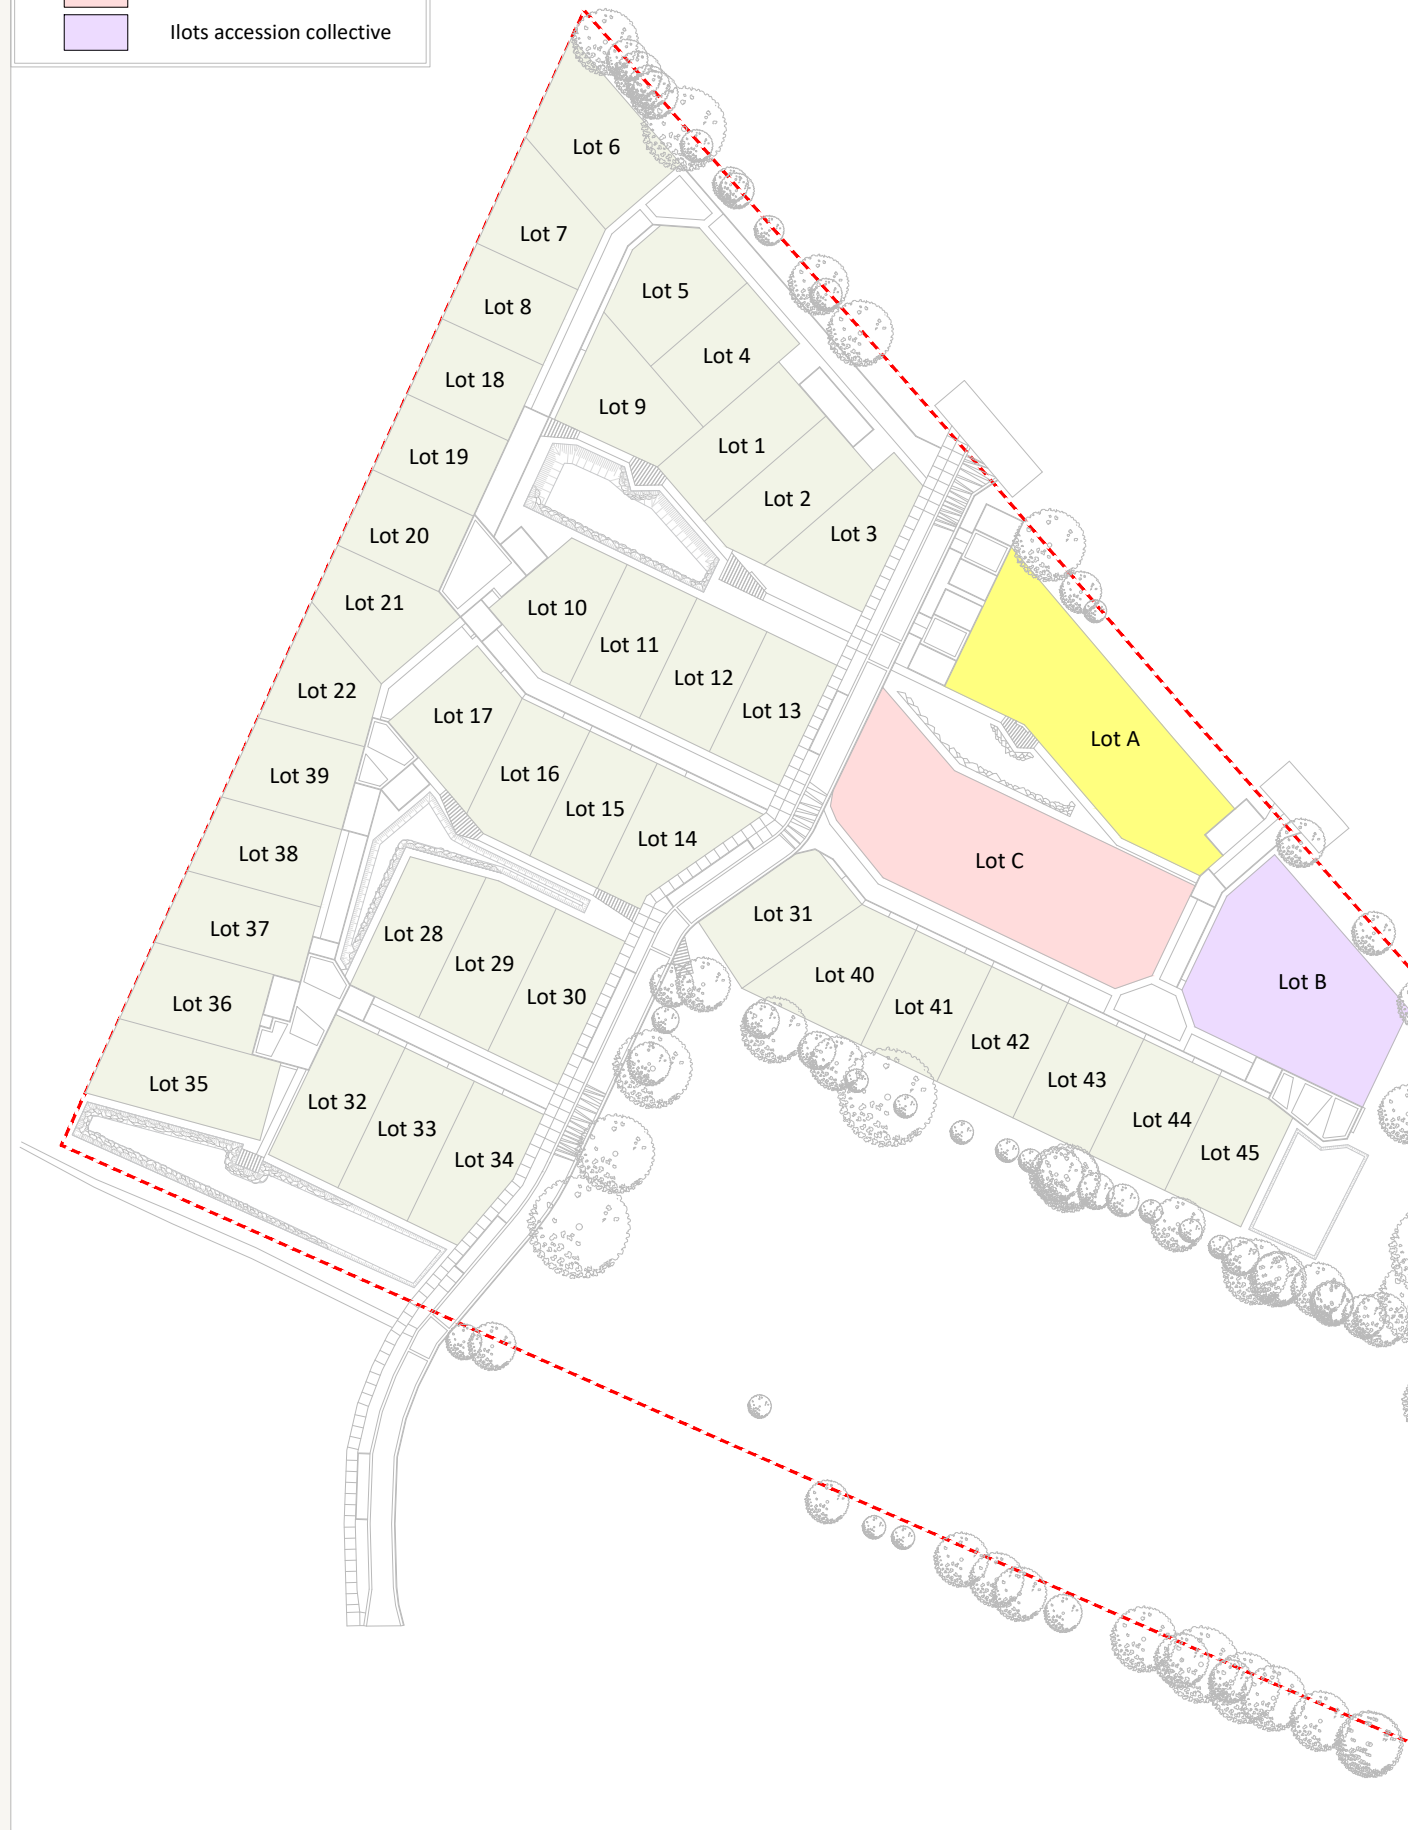 Ilots accession collective
Lot 6
Lot 7
Lot 5
Lot 8
Lot 4
Lot 18
Lot 9
Lot 1
Lot 19
Lot 2
Lot 3
Lot 20
Lot 21
Lot 10
Lot 11
Lot 12
Lot 22
Lot 13
Lot 17
Lot A
Lot 39
Lot 16
Lot 15
Lot 14
Lot 38
Lot C
Lot 31
Lot 37
Lot 28
Lot 29
Lot 40
Lot B
Lot 30
Lot 36
Lot 41
Lot 42
Lot 35
Lot 43
Lot 32
Lot 33
Lot 44
Lot 34
Lot 45